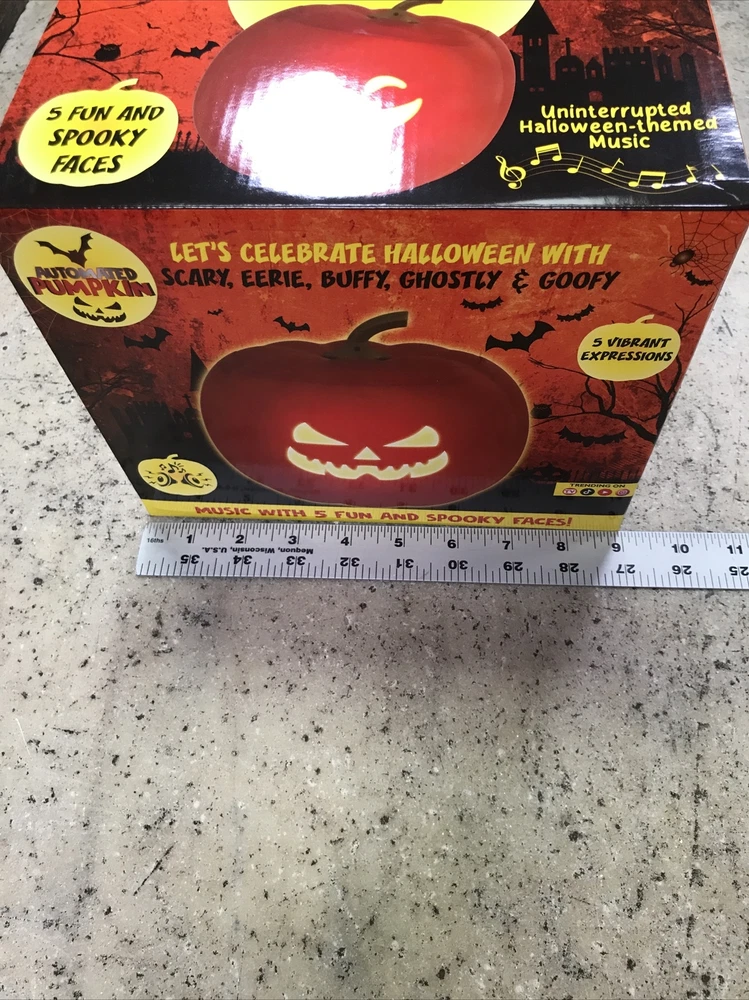 5 FUN AND
SPOOKY
FACES
Uninterrupted
Halloween-themed
Music
AUTOMATED
PUMPKIN
LET'S CELEBRATE HALLOWEEN WITH
SCARY, EERIE, BUFFY, GHOSTLY & GOOFY
5 VIBRANT
EXPRESSIONS
TRENDING ON
MUSIC WITH 5 FUN AND SPOOKY FACES!
16ths 1 2 3 4 5 6 7 8 9 10 11
35 Mequon, Wisconsin, U.S.A. 34 33 32 31 30 29 28 27 26 25